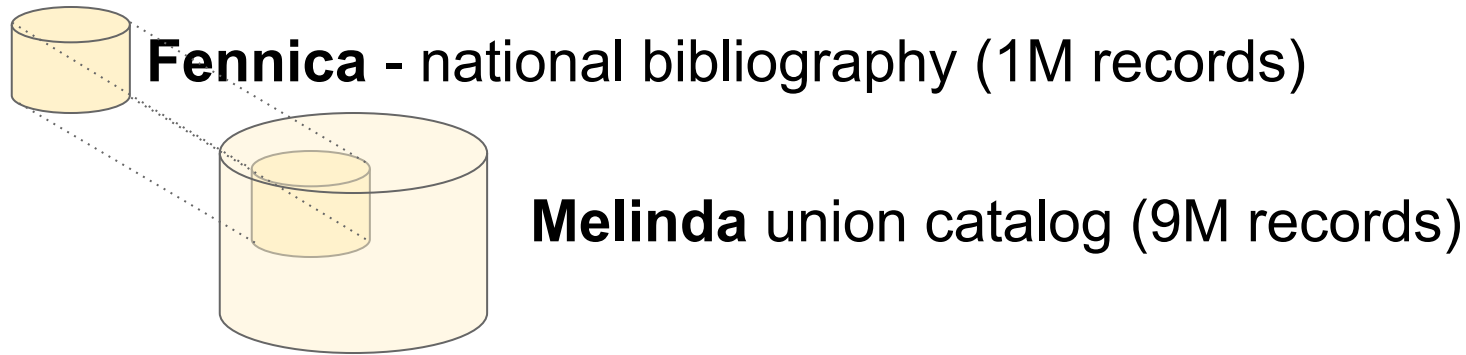 Fennica - national bibliography (1M records)
Melinda union catalog (9M records)